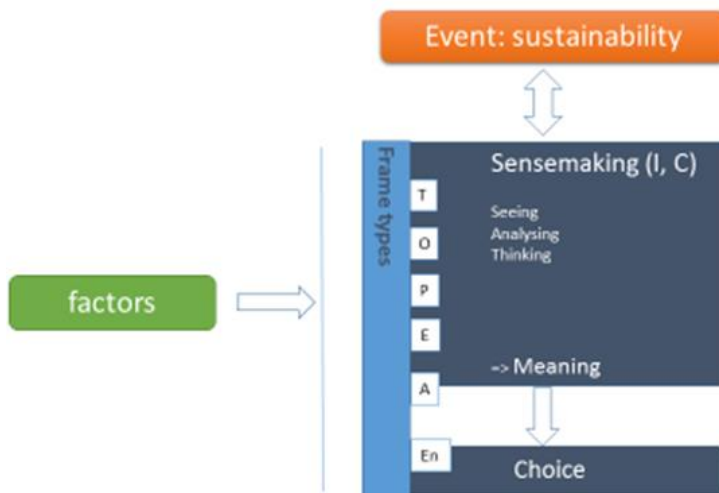 Event: sustainability
Frame types
Sensemaking (I, C)
T
Seeing
Analysing
Thinking
O
factors
P
E
=> Meaning
A
En
Choice